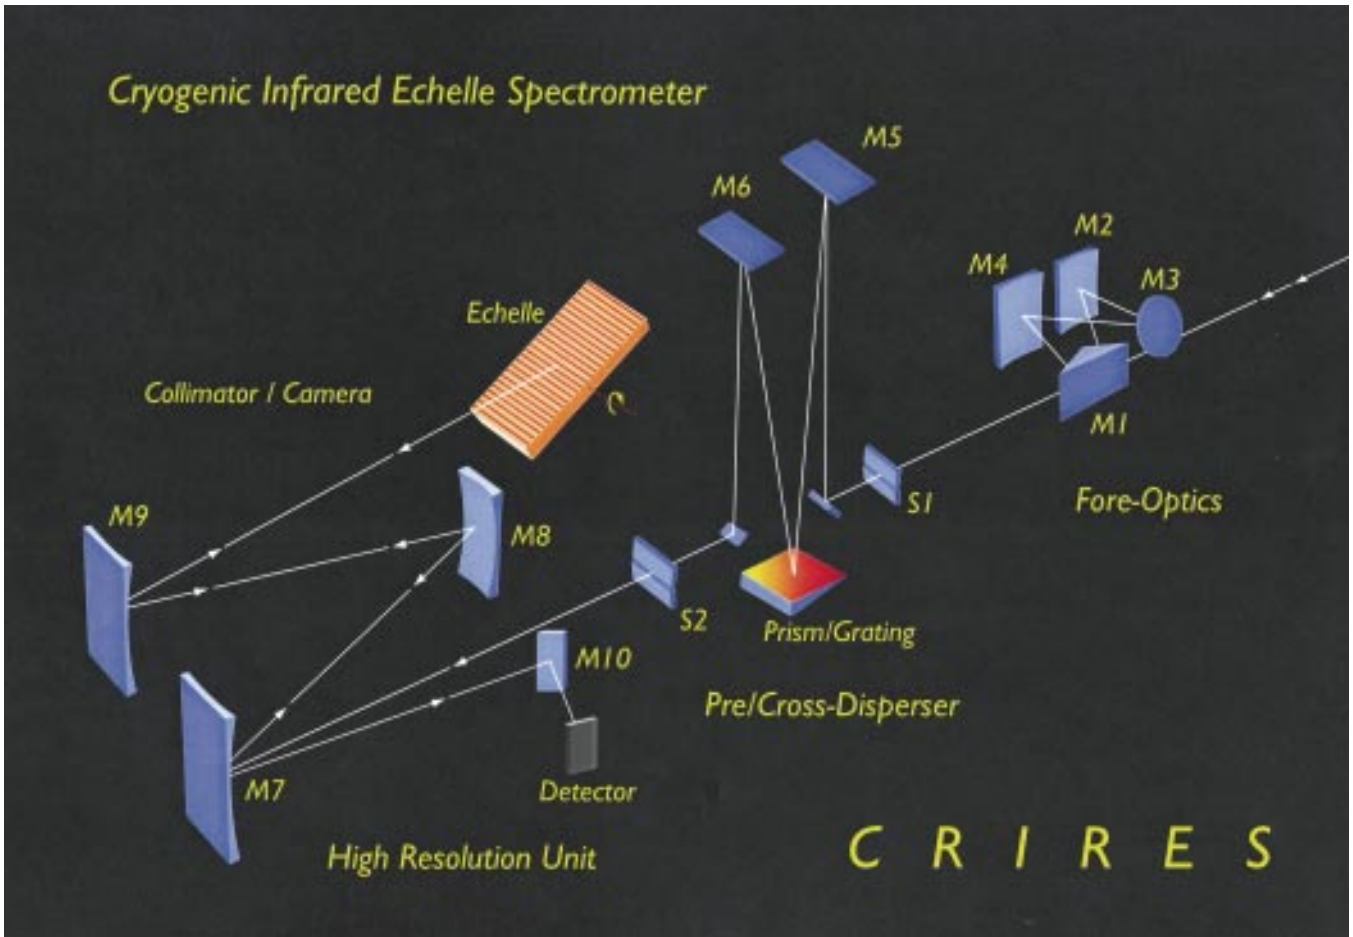 Cryogenic Infrared Echelle Spectrometer
M5
M6
M2
M4
M3
Echelle
Collimator / Camera
M1
S1
Fore-Optics
M9
M8
S2
Prism/Grating
M10
Pre/Cross-Disperser
M7
Detector
High Resolution Unit
C R I R E S